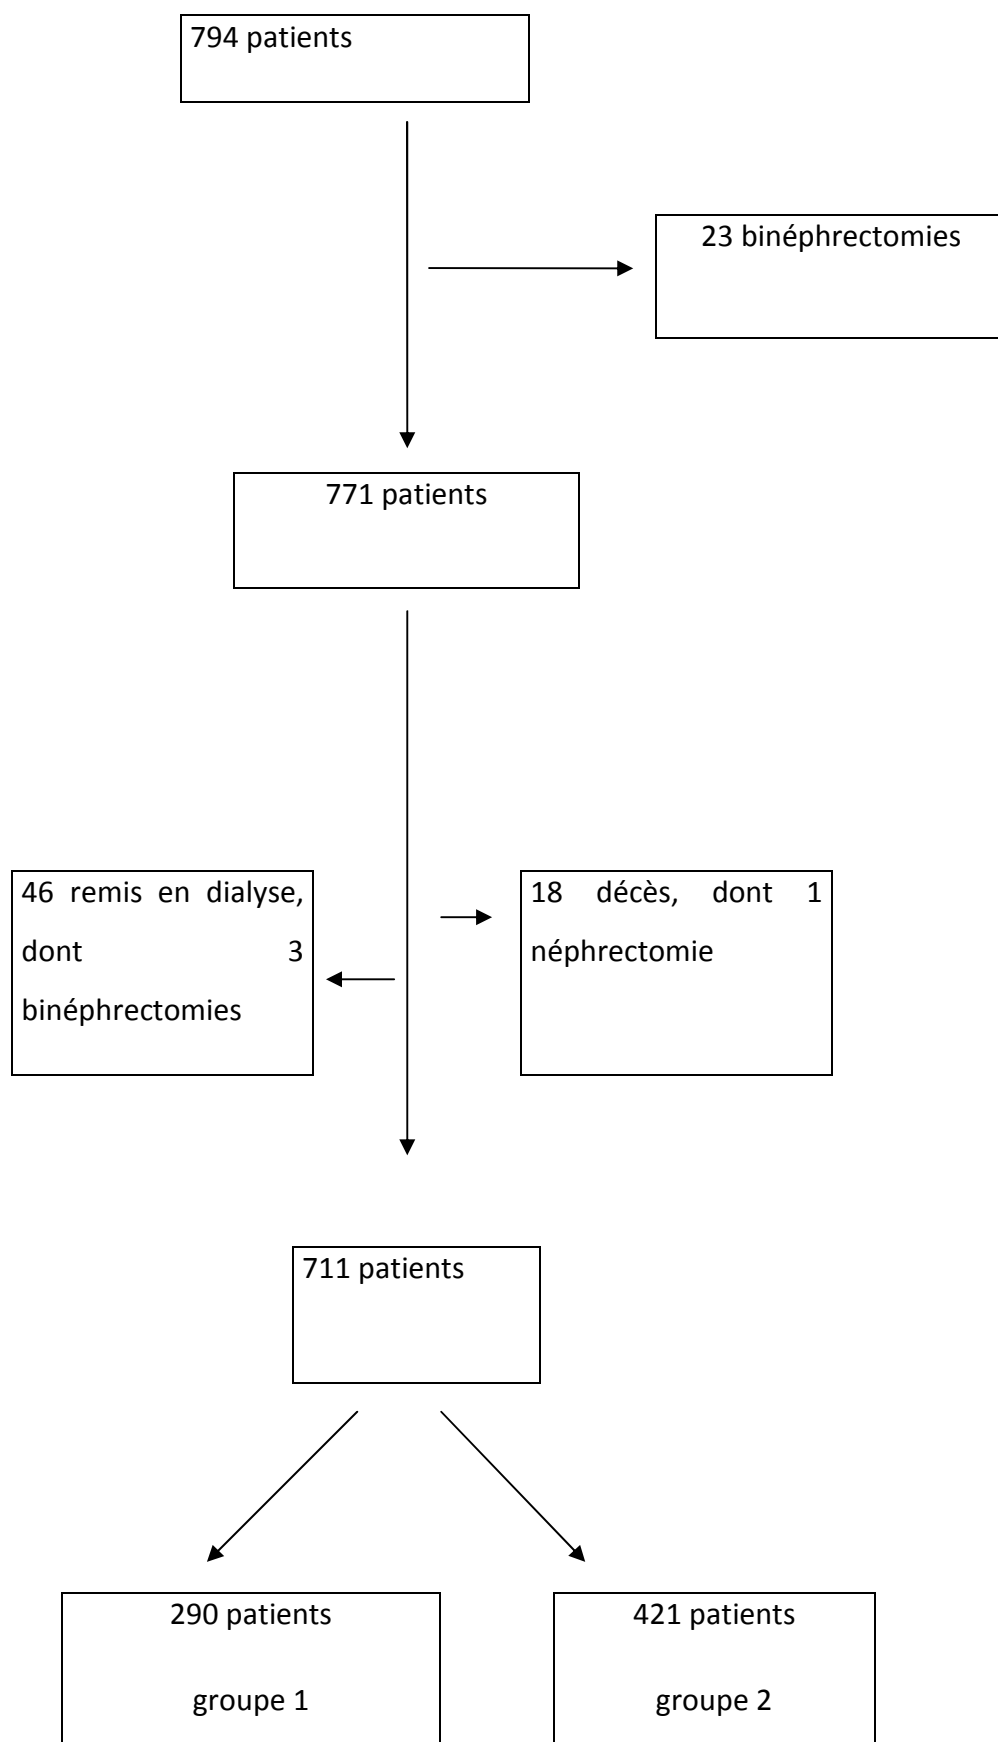 794 patients
23 binéphrectomies
771 patients
46 remis en dialyse,
dont 3
binéphrectomies
18 décès, dont 1
néphrectomie
711 patients
290 patients
groupe 1
421 patients
groupe 2